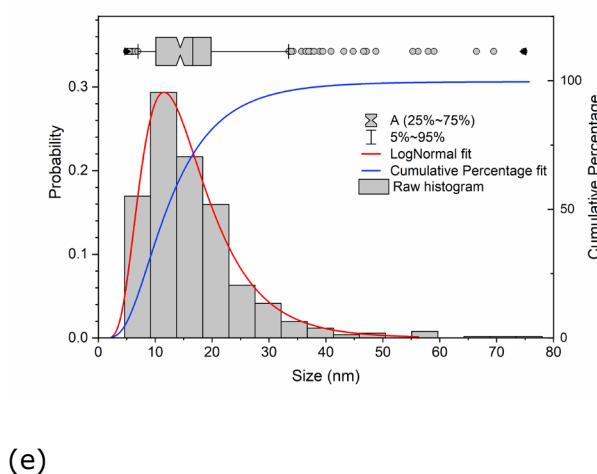 0.3
0.2
0.1
0.0
Probability
A (25%~75%)
5%~95%
LogNormal fit
Cumulative Percentage fit
Raw histogram
100
50
0
Cumulative Percentage
0 10 20 30 40 50 60 70 80
Size (nm)
(e)